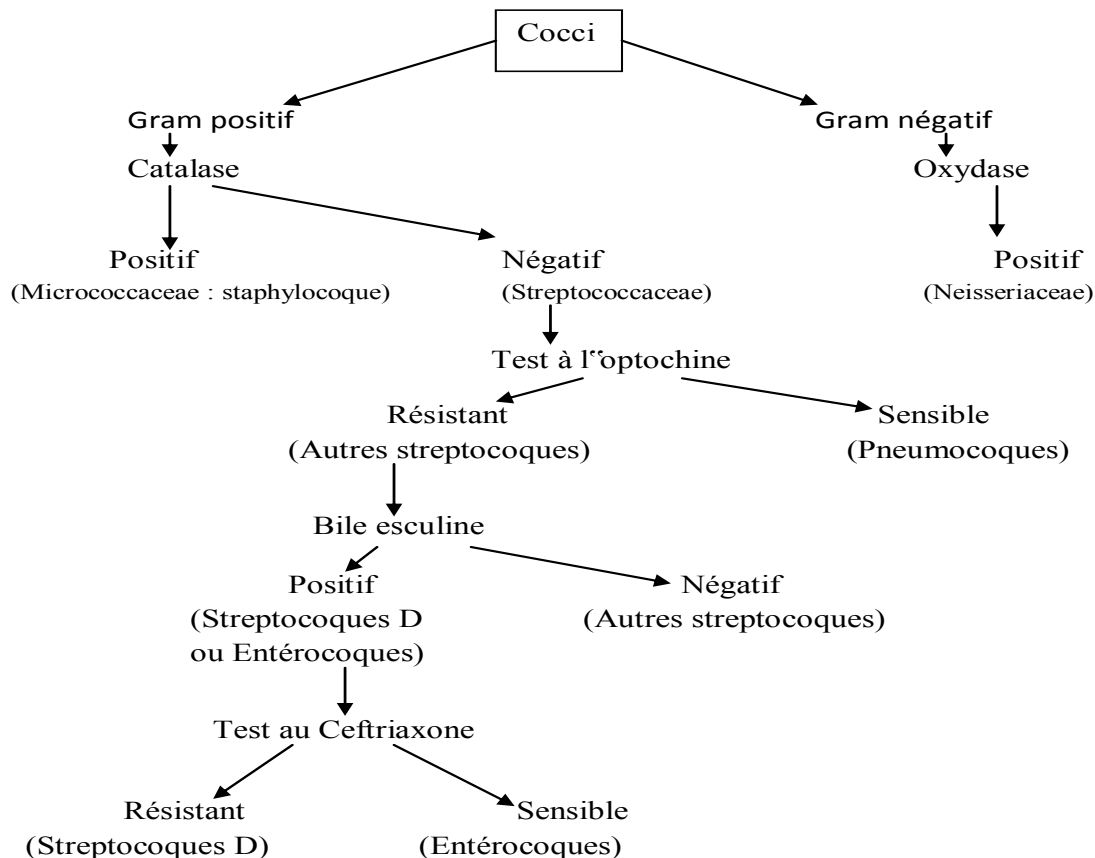 Cocci
Gram positif
Gram négatif
Catalase
Oxydase
Positif
(Micrococcaceae : staphylocoque)
Négatif
(Streptococcaceae)
Positif
(Neisseriaceae)
Test à l‟optochine
Résistant
(Autres streptocoques)
Sensible
(Pneumocoques)
Bile esculine
Positif
(Streptocoques D
ou Entérocoques)
Négatif
(Autres streptocoques)
Test au Ceftriaxone
Résistant
(Streptocoques D)
Sensible
(Entérocoques)